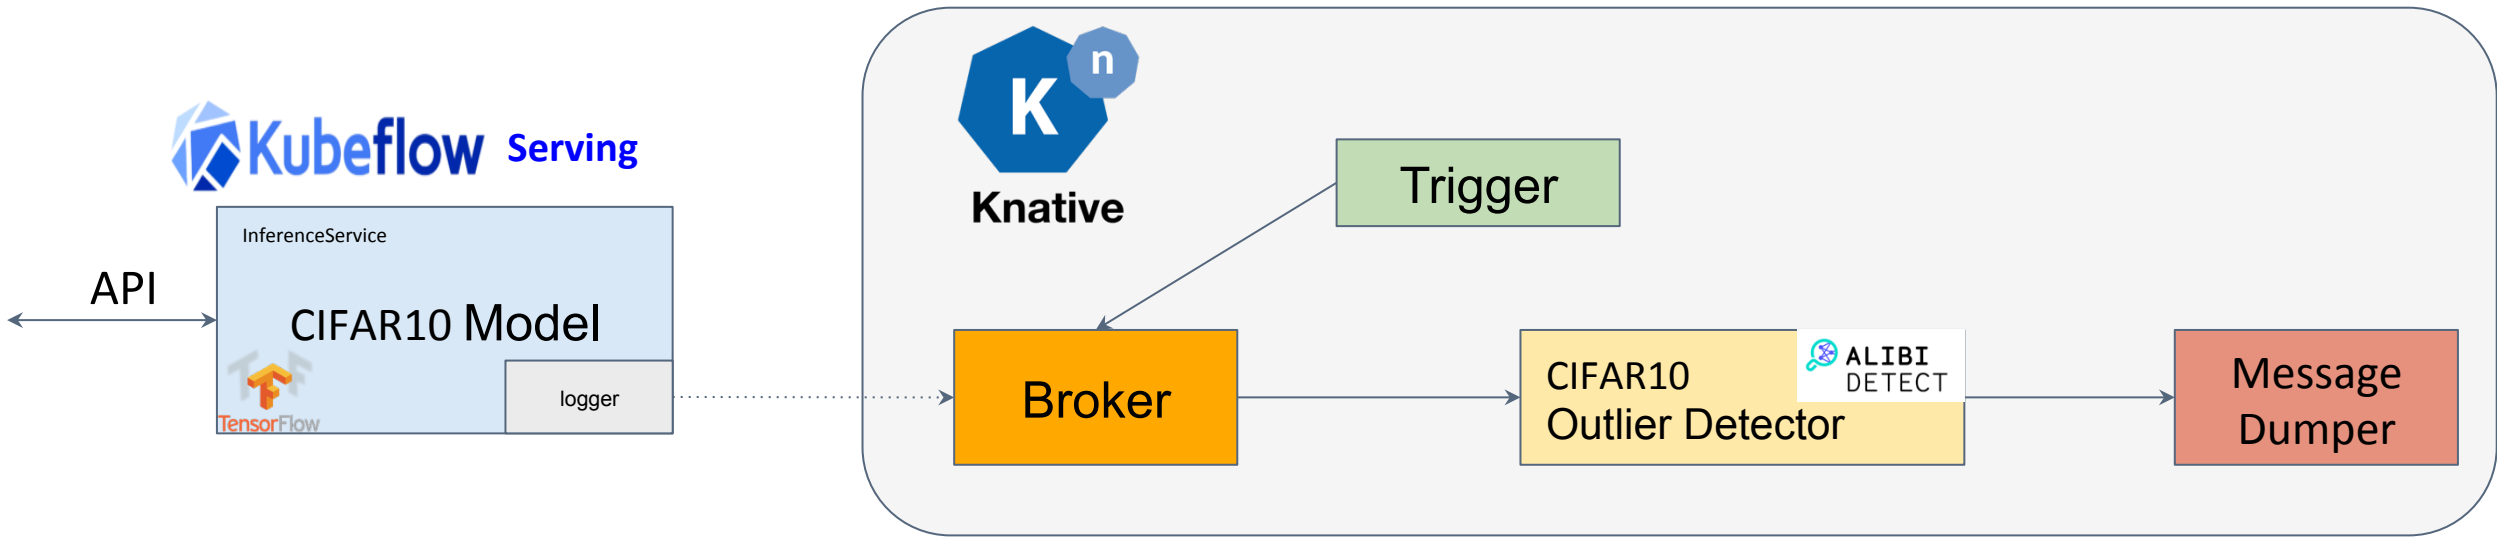 Kubeflow Serving
InferenceService
API
CIFAR10 Model
TensorFlow
logger
K
n
Knative
Trigger
Broker
CIFAR10
Outlier Detector
ALIBI
DETECT
Message
Dumper